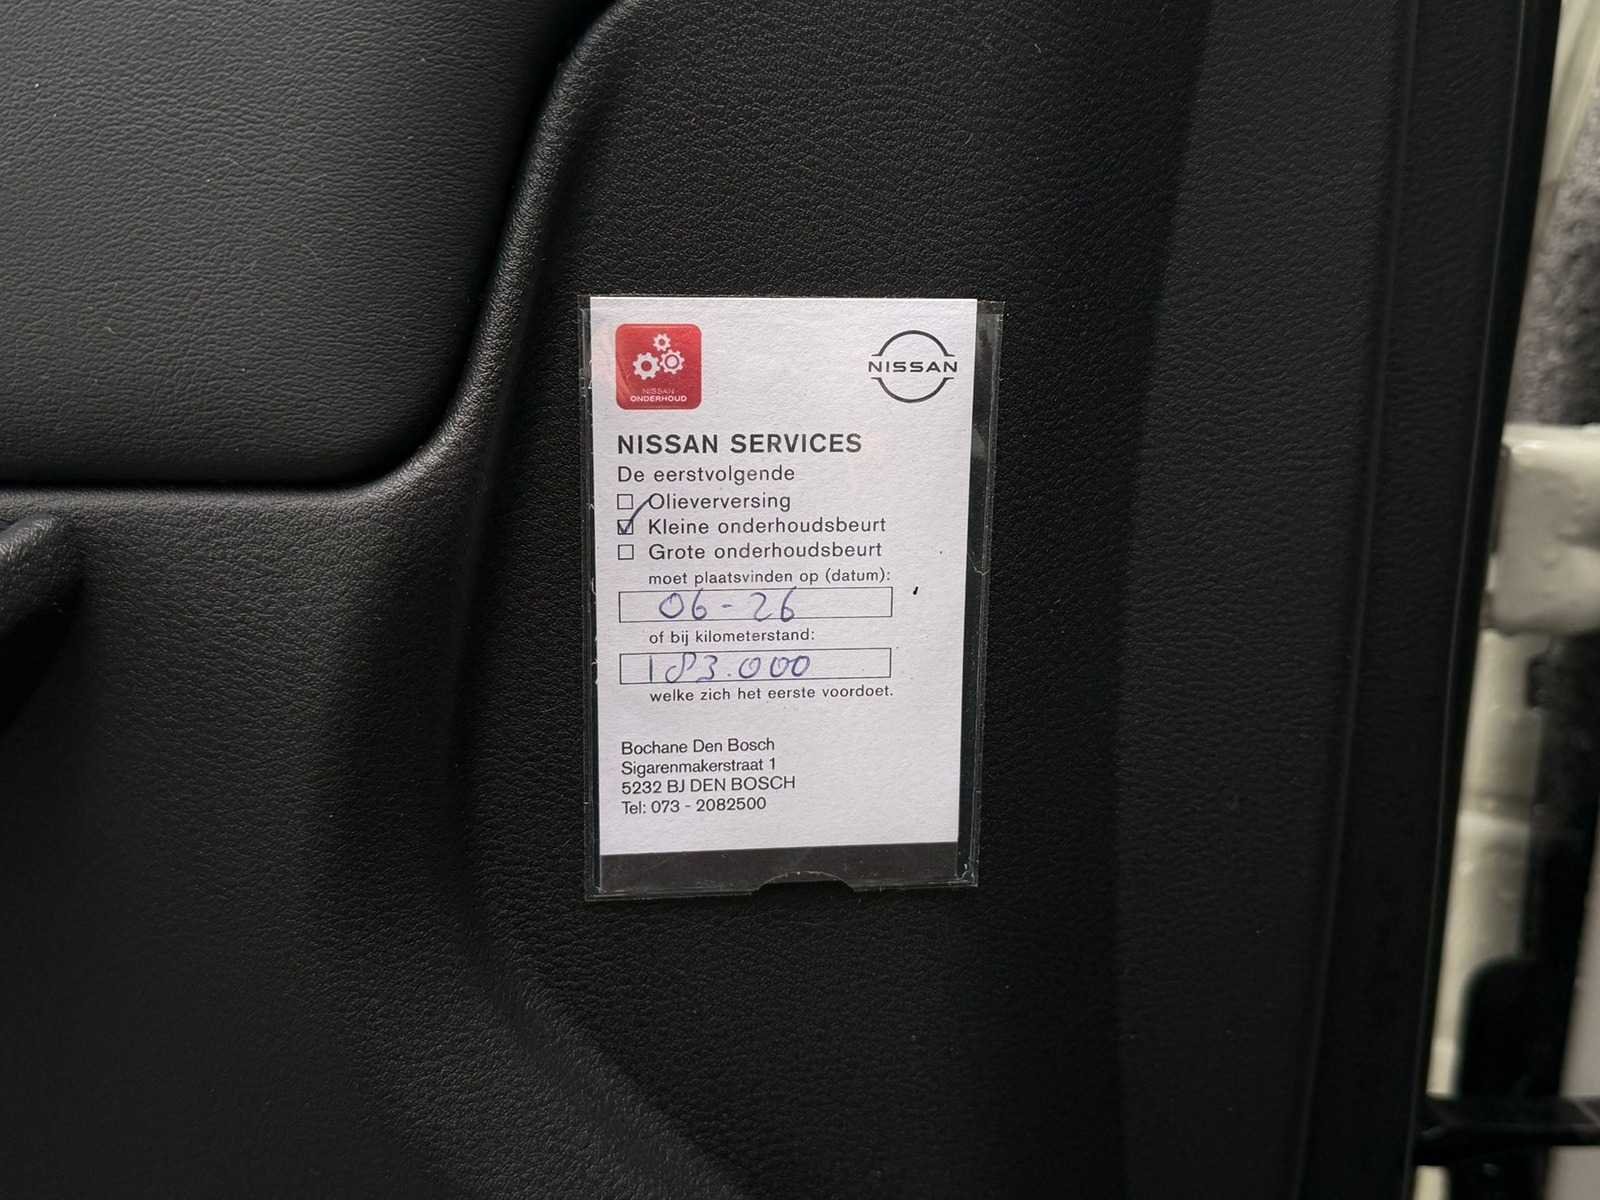 NISSAN
ONDERHOUD
NISSAN
NISSAN SERVICES
De eerstvolgende
Olieverversing
Kleine onderhoudsbeurt
Grote onderhoudsbeurt
moet plaatsvinden op (datum):
06-26
of bij kilometerstand:
183.000
welke zich het eerste voordoet.
Bochane Den Bosch
Sigarenmakerstraat 1
5232 BJ DEN BOSCH
Tel: 073 - 2082500